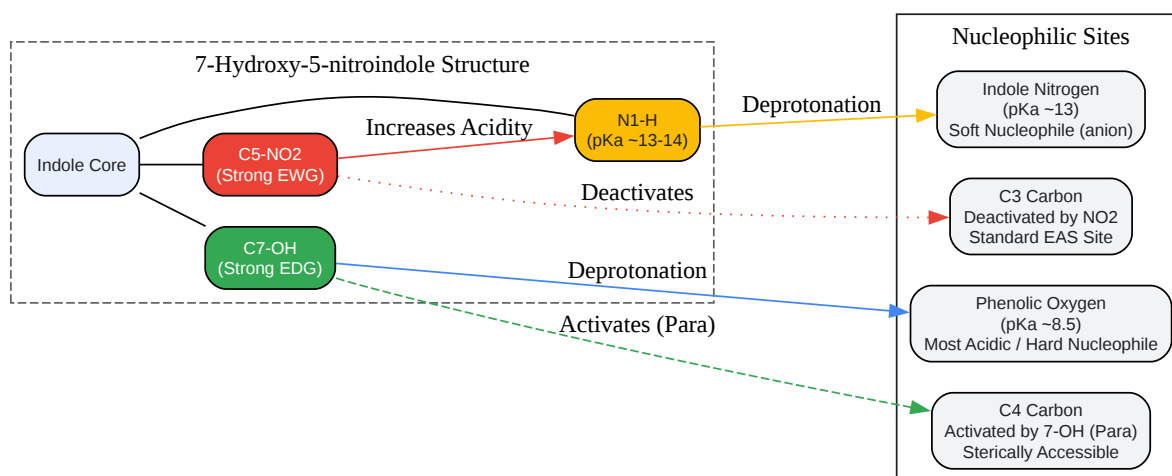 7-Hydroxy-5-nitroindole Structure
Indole Core
C5-NO2
(Strong EWG)
C7-OH
(Strong EDG)
Increases Acidity
N1-H
(pKa ~13-14)
Deprotonation
Deactivates
Deprotonation
Activates (Para)
Nucleophilic Sites
Indole Nitrogen
(pKa ~13)
Soft Nucleophile (anion)
C3 Carbon
Deactivated by NO2
Standard EAS Site
Phenolic Oxygen
(pKa ~8.5)
Most Acidic / Hard Nucleophile
C4 Carbon
Activated by 7-OH (Para)
Sterically Accessible